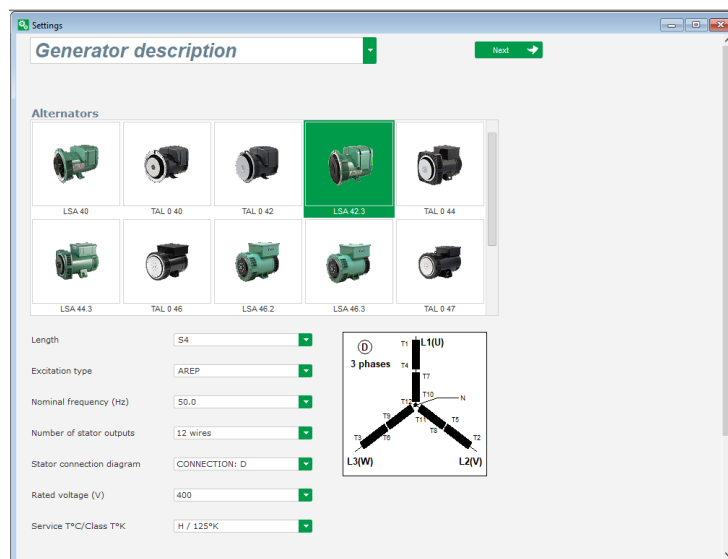 Settings
Generator description
Next
Alternators
LSA 40
TAL 0 40
TAL 0 42
LSA 42.3
TAL 0 44
LSA 44.3
TAL 0 46
LSA 46.2
LSA 46.3
TAL 0 47
Length S4
Excitation type AREP
Nominal frequency (Hz) 50.0
Number of stator outputs 12 wires
Stator connection diagram CONNECTION: D
Rated voltage (V) 400
Service T°C/Class T°K H / 125°K
D
3 phases
T1 L1(U)
T4
T7
T10
T12 N
T9 T11 T5
T3 T6 T8 T2
L3(W) L2(V)